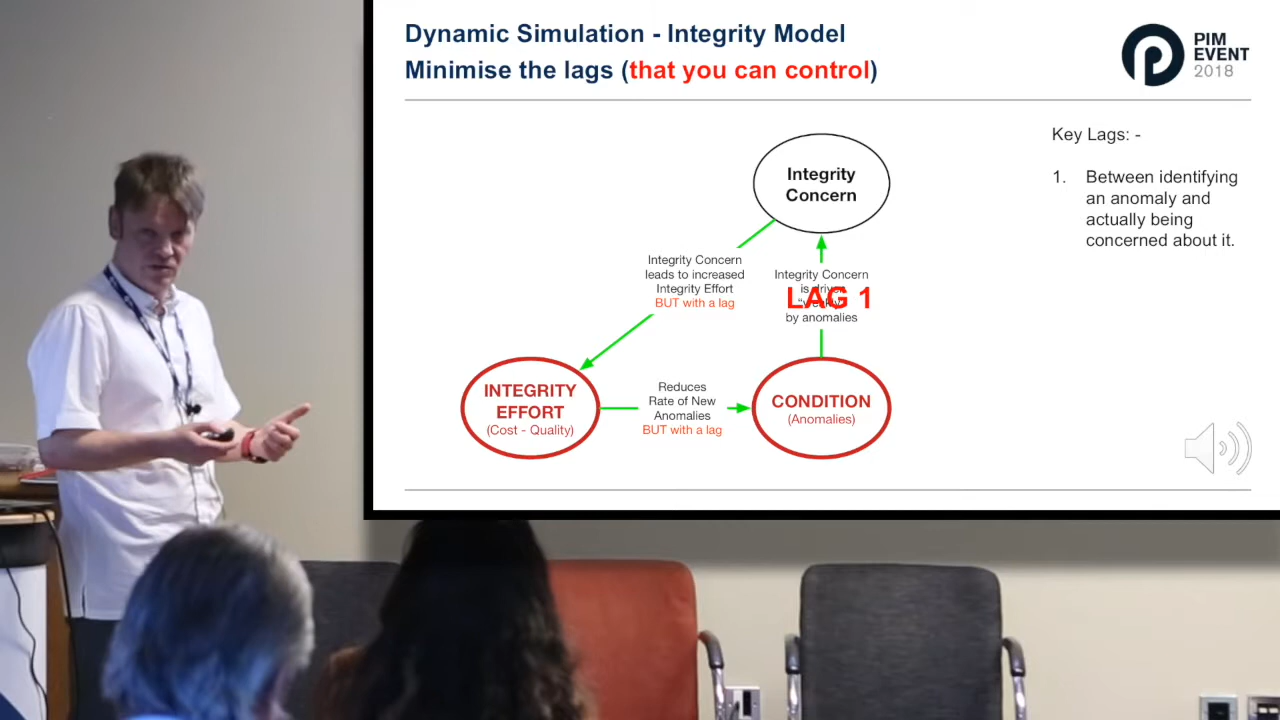 Dynamic Simulation - Integrity Model
Minimise the lags (that you can control)
PIM
EVENT
2018
Key Lags: -
1. Between identifying
an anomaly and
actually being
concerned about it.
Integrity
Concern
Integrity Concern
leads to increased
Integrity Effort
BUT with a lag
Integrity Concern
is
LAG 1
by anomalies
INTEGRITY
EFFORT
(Cost - Quality)
Reduces
Rate of New
Anomalies
BUT with a lag
CONDITION
(Anomalies)